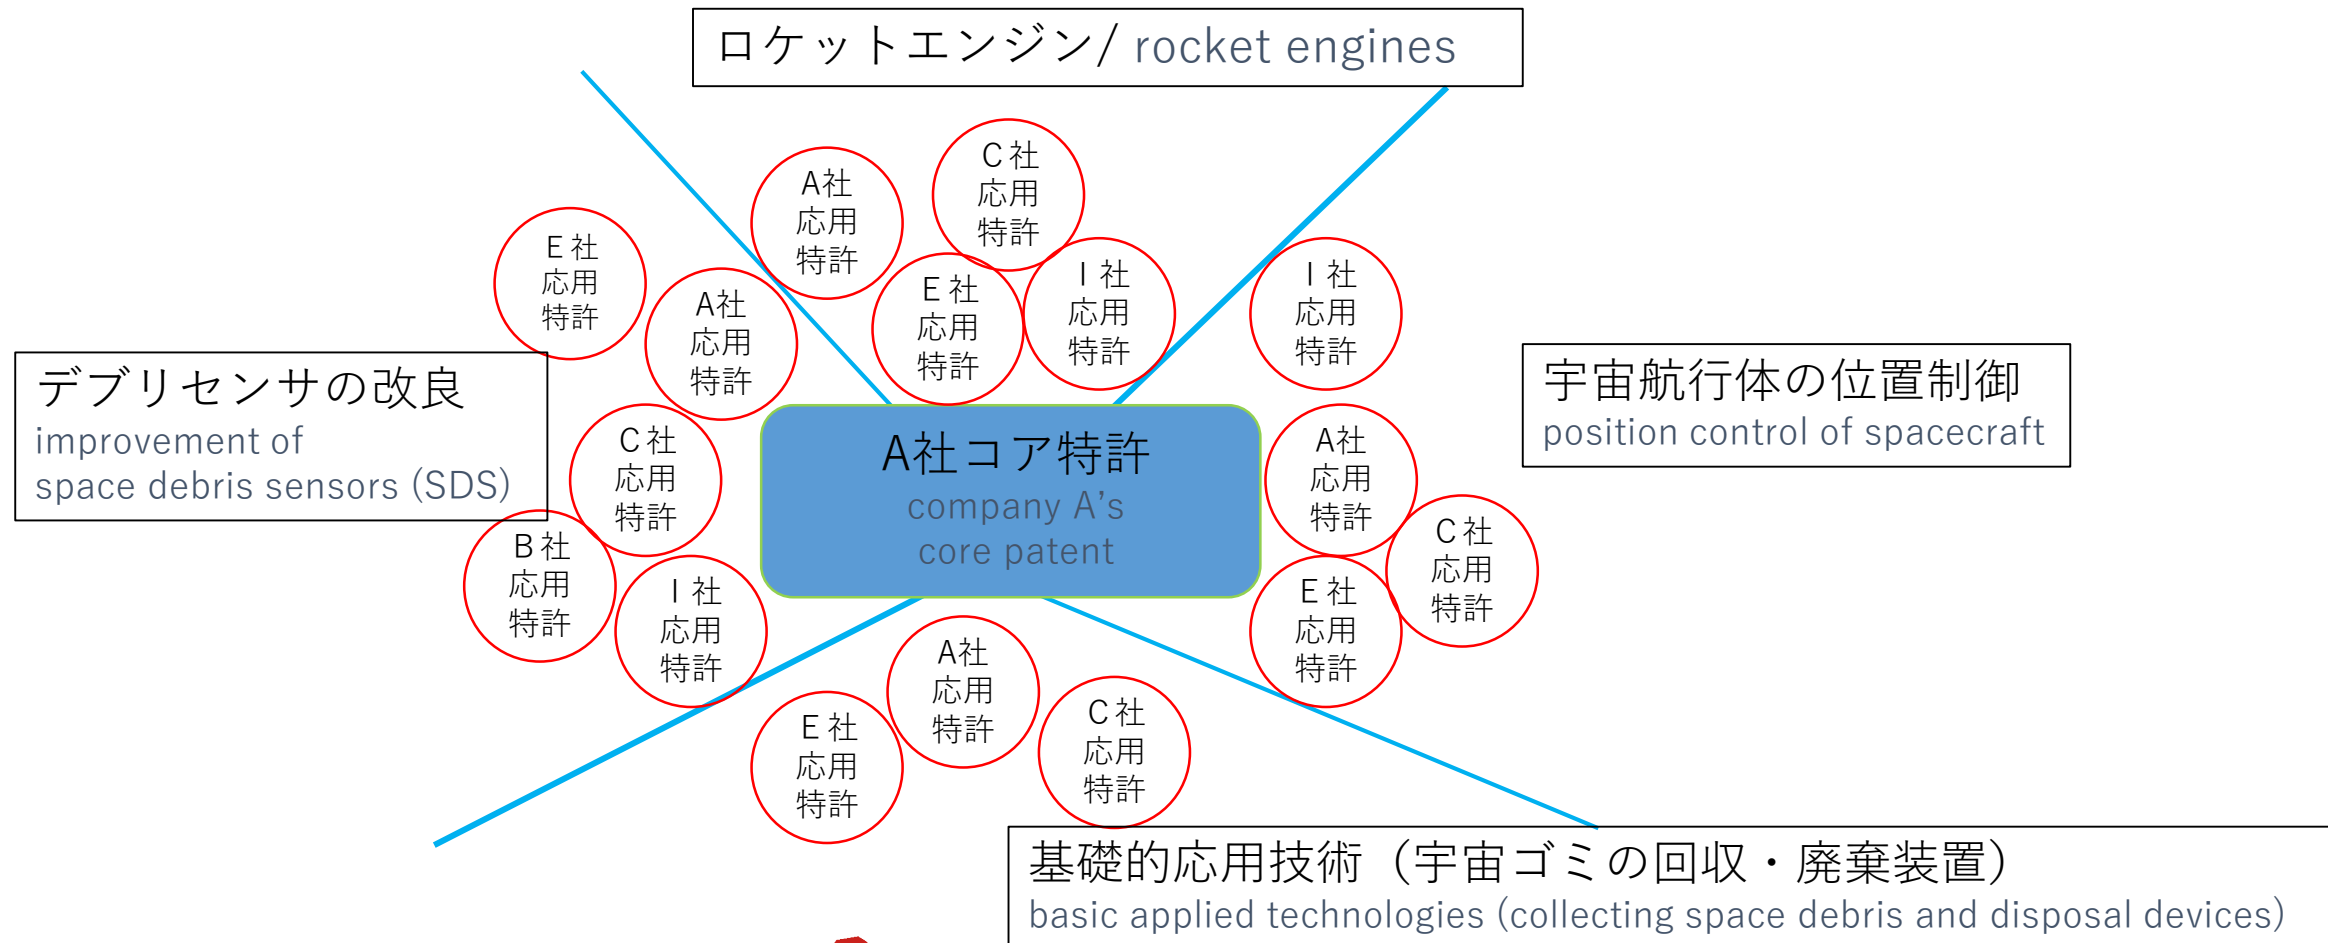 ロケットエンジン/ rocket engines
C社
応用
特許
A社
応用
特許
E社
応用
特許
I社
応用
特許
I社
応用
特許
E社
応用
特許
A社
応用
特許
デブリセンサの改良
improvement of
space debris sensors (SDS)
宇宙航行体の位置制御
position control of spacecraft
C社
応用
特許
A社コア特許
company A’s
core patent
A社
応用
特許
C社
応用
特許
B社
応用
特許
I社
応用
特許
E社
応用
特許
A社
応用
特許
E社
応用
特許
C社
応用
特許
基礎的応用技術（宇宙ゴミの回収・廃棄装置）
basic applied technologies (collecting space debris and disposal devices)